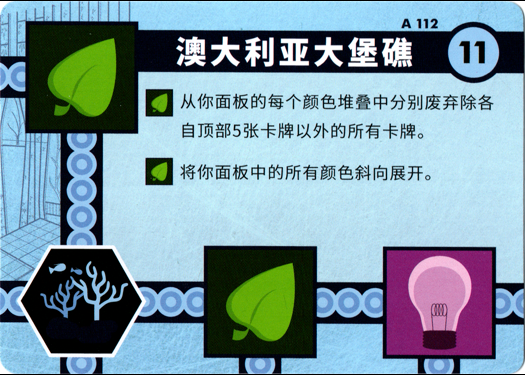 A 112
澳大利亚大堡礁
11
从你面板的每个颜色堆叠中分别废弃除各
自顶部5张卡牌以外的所有卡牌。
将你面板中的所有颜色斜向展开。